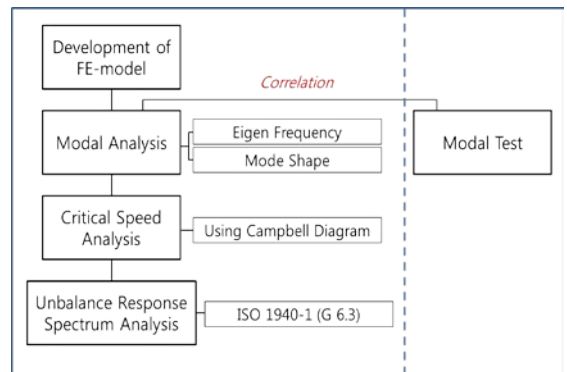 Development of
FE-model
Correlation
Modal Analysis
Eigen Frequency
Mode Shape
Modal Test
Critical Speed
Analysis
Using Campbell Diagram
Unbalance Response
Spectrum Analysis
ISO 1940-1 (G 6.3)